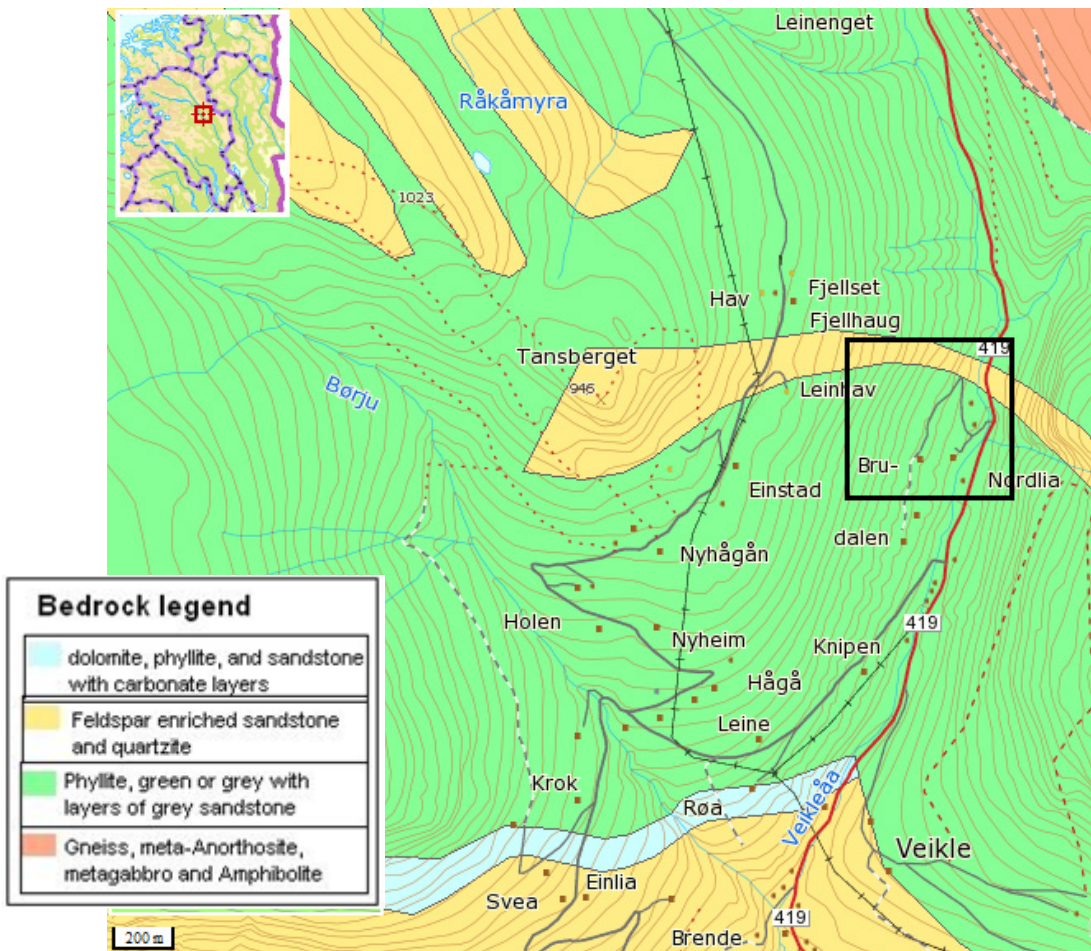 Leinenget
Råkåmyra
1023
Hav
Fjellset
Fjellhaug
419
Tansberget
946
Leinhav
Børju
Bru-
Nordlia
Einstad
dalen
Nyhågån
Holen
419
Nyheim
Knipen
Hågå
Leine
Krok
Røa
Veikleåa
Veikle
Svea
Einlia
419
Brende
Bedrock legend
dolomite, phyllite, and sandstone
with carbonate layers
Feldspar enriched sandstone
and quartzite
Phyllite, green or grey with
layers of grey sandstone
Gneiss, meta-Anorthosite,
metagabbro and Amphibolite
200 m